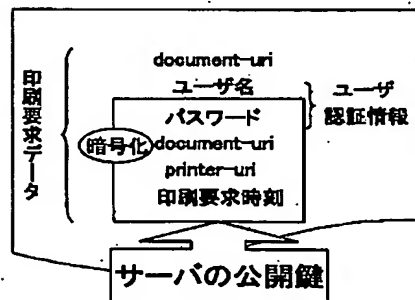 印刷要求データ
document-uri
ユーザ名
パスワード
暗号化
document-uri
printer-uri
印刷要求時刻
ユーザ
認証情報
サーバの公開鍵